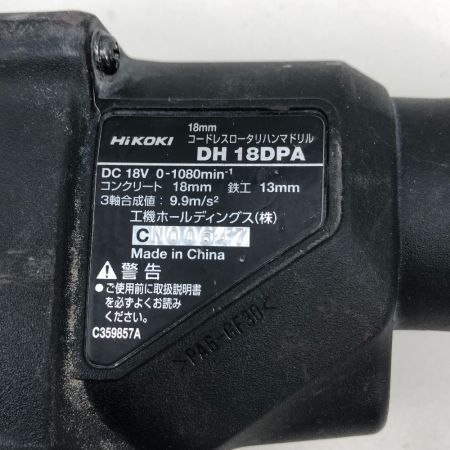 18mm
コードレスロータリハンマドリル
HiKOKI DH 18DPA
DC 18V 0-1080min⁻¹
コンクリート 18mm 鉄工 13mm
3軸合成値： 9.9m/s²
工機ホールディングス(株)
Made in China
警告
●ご使用前に取扱説明書
を必ずよくお読み
ください。
C359857A
>PA6-GF30<